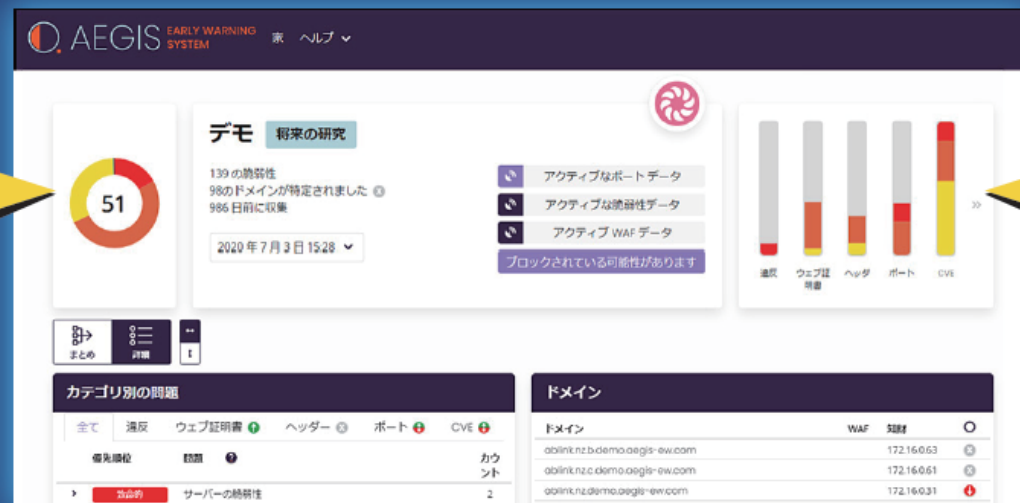 AEGIS EARLY WARNING SYSTEM 家 ヘルプ
デモ 将来の研究
139 の脆弱性
98のドメインが特定されました
986 日前に収集
2020 年 7 月 3 日 15:28
51
アクティブなポート データ
アクティブな脆弱性データ
アクティブ WAF データ
ブロックされている可能性があります
違反 ウェブ証明書 ヘッダ ポート CVE
まとめ 詳細
カテゴリ別の問題
全て 違反 ウェブ証明書 ヘッダー ポート CVE
優先順位 問題 カウント
致命的 サーバーの脆弱性 2
ドメイン
ドメイン WAF 知財
ablink.nz.b.demo.aegis-ew.com 172.16.0.63
ablink.nz.c.demo.aegis-ew.com 172.16.0.61
ablink.nz.demo.aegis-ew.com 172.16.0.31